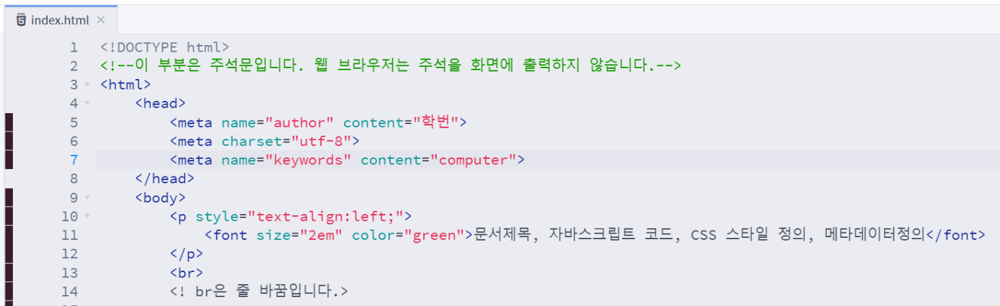 index.html ×
1 <!DOCTYPE html>
2 <!--이 부분은 주석문입니다. 웹 브라우저는 주석을 화면에 출력하지 않습니다.-->
3 <html>
4 <head>
5 <meta name="author" content="학번">
6 <meta charset="utf-8">
7 <meta name="keywords" content="computer">
8 </head>
9 <body>
10 <p style="text-align:left;">
11 <font size="2em" color="green">문서제목, 자바스크립트 코드, CSS 스타일 정의, 메타데이터정의</font>
12 </p>
13 <br>
14 <! br은 줄 바꿈입니다.>